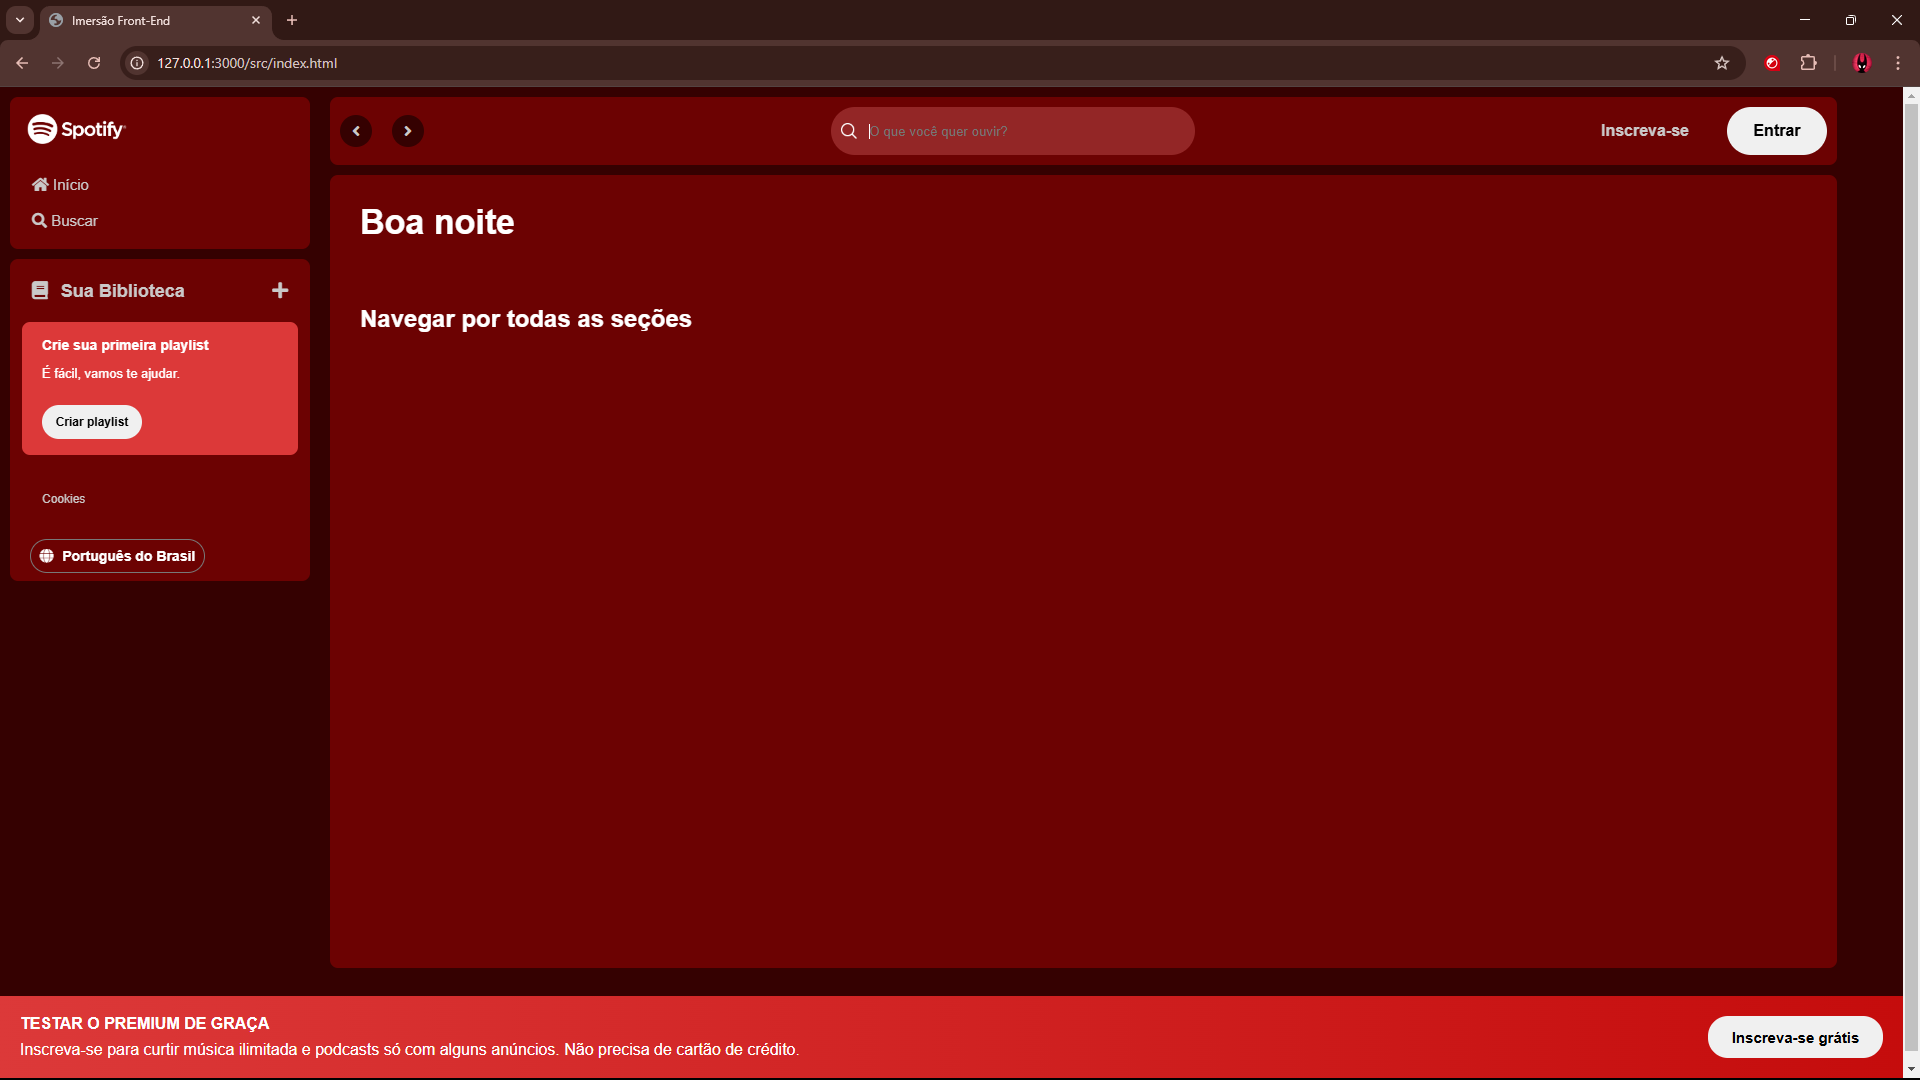 Imersão Front-End
127.0.0.1:3000/src/index.html
Spotify
Início
Buscar
Sua Biblioteca
Crie sua primeira playlist
É fácil, vamos te ajudar.
Criar playlist
Cookies
Português do Brasil
O que você quer ouvir?
Inscreva-se
Entrar
Boa noite
Navegar por todas as seções
TESTAR O PREMIUM DE GRAÇA
Inscreva-se para curtir música ilimitada e podcasts só com alguns anúncios. Não precisa de cartão de crédito.
Inscreva-se grátis